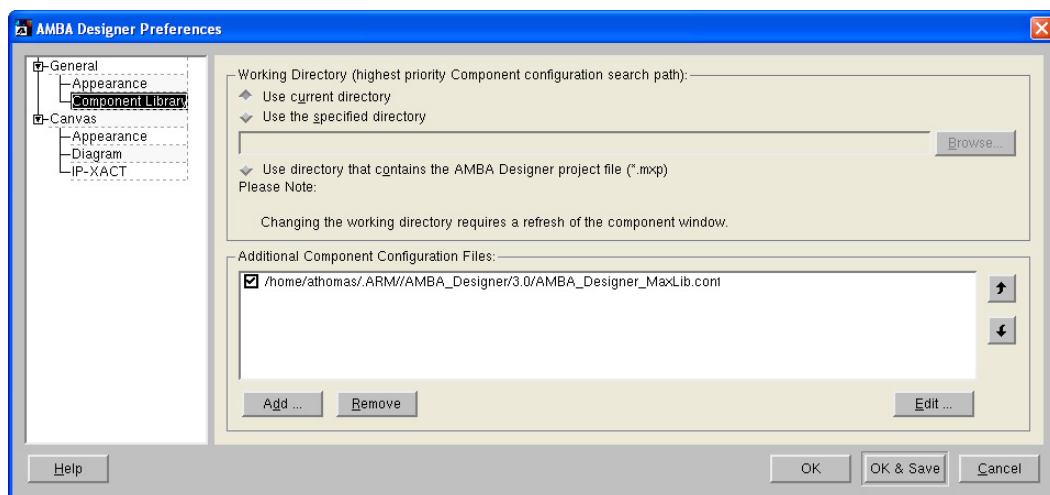 AMBA Designer Preferences
General
Appearance
Component Library
Canvas
Appearance
Diagram
IP-XACT
Working Directory (highest priority Component configuration search path):
Use current directory
Use the specified directory
Browse...
Use directory that contains the AMBA Designer project file (*.mxp)
Please Note:
Changing the working directory requires a refresh of the component window.
Additional Component Configuration Files:
/home/athomas/.ARM//AMBA_Designer/3.0/AMBA_Designer_MaxLib.conf
Add ...
Remove
Edit ...
Help
OK
OK & Save
Cancel